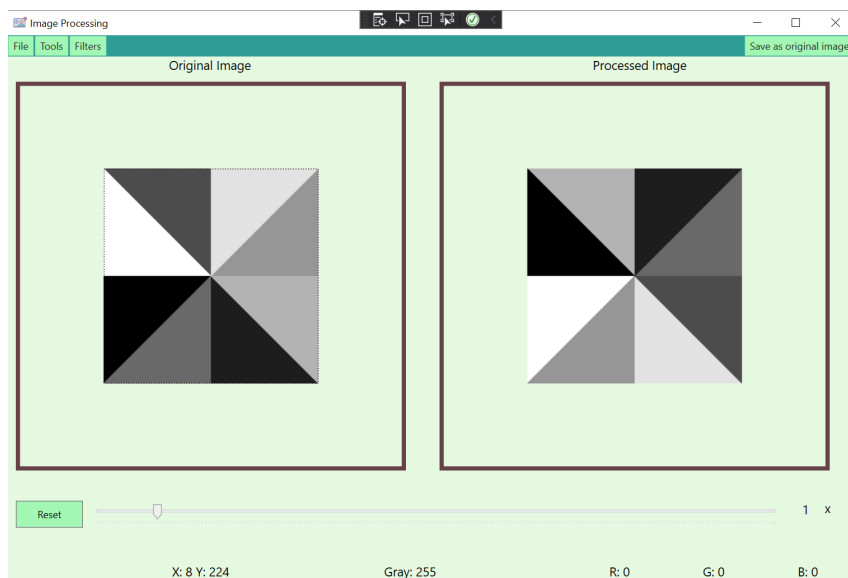 Image Processing
File Tools Filters Save as original image
Original Image Processed Image
Reset 1 x
X: 8 Y: 224 Gray: 255 R: 0 G: 0 B: 0